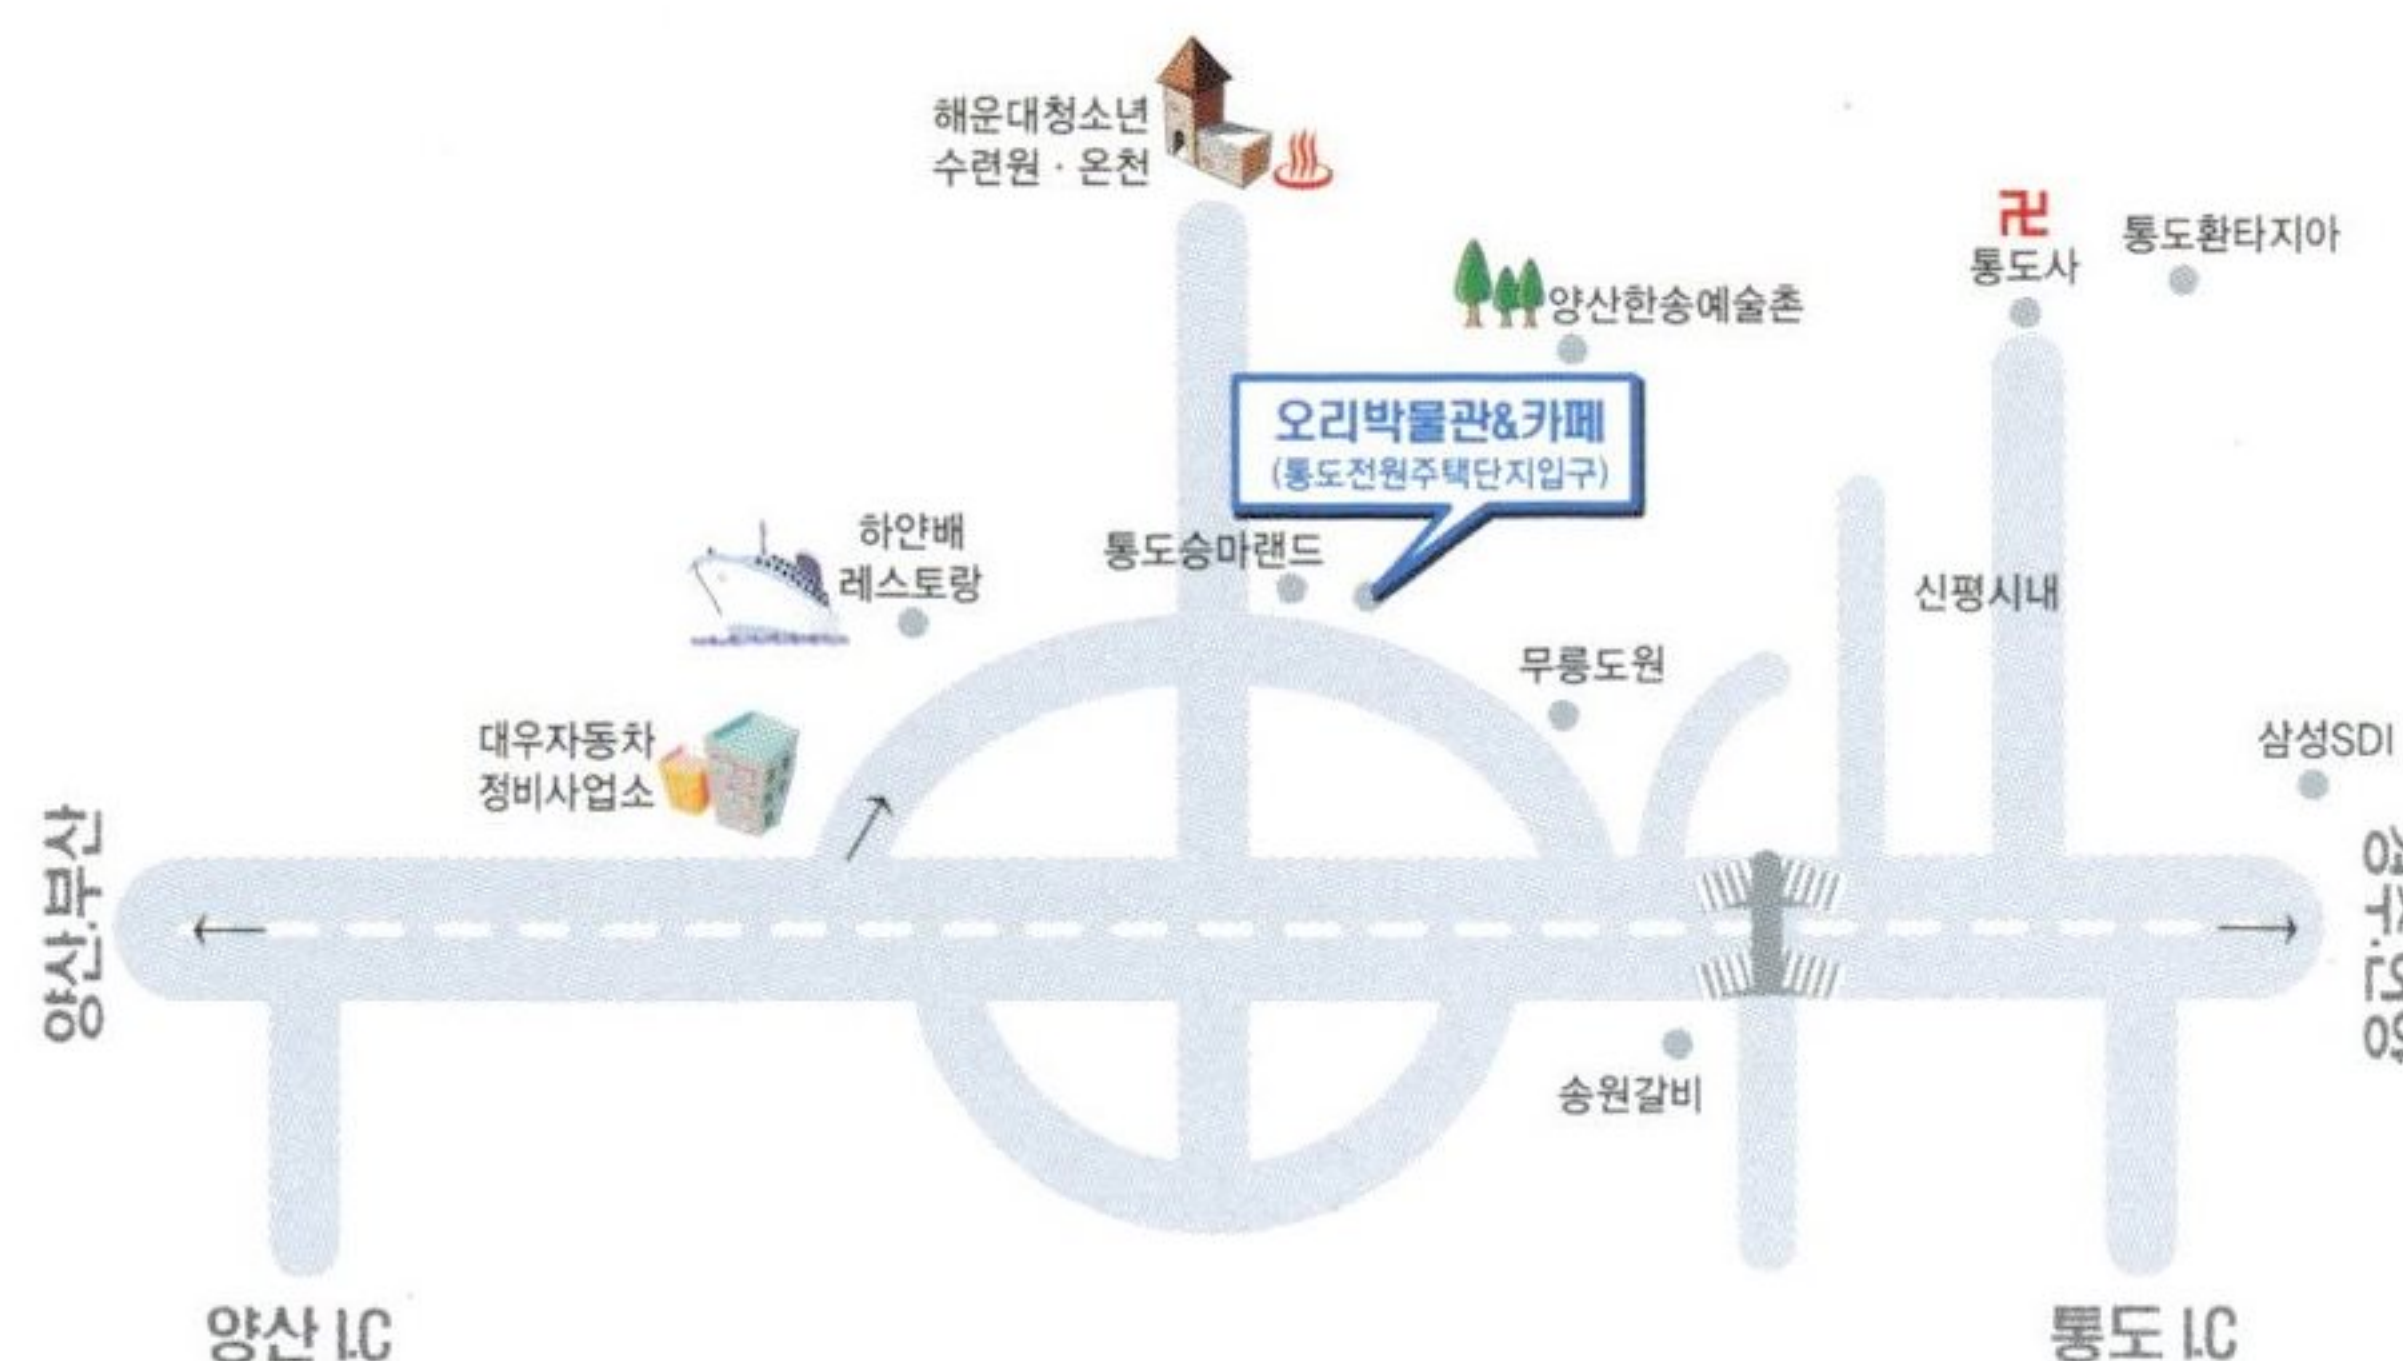 해운대청소년
수련원 · 온천
卍
통도사
통도환타지아
양산한송예술촌
오리박물관&카페
(통도전원주택단지입구)
하얀배
레스토랑
통도승마랜드
신평시내
무릉도원
대우자동차
정비사업소
삼성SDI
양산.부산
송원갈비
양산 I.C
통도 I.C